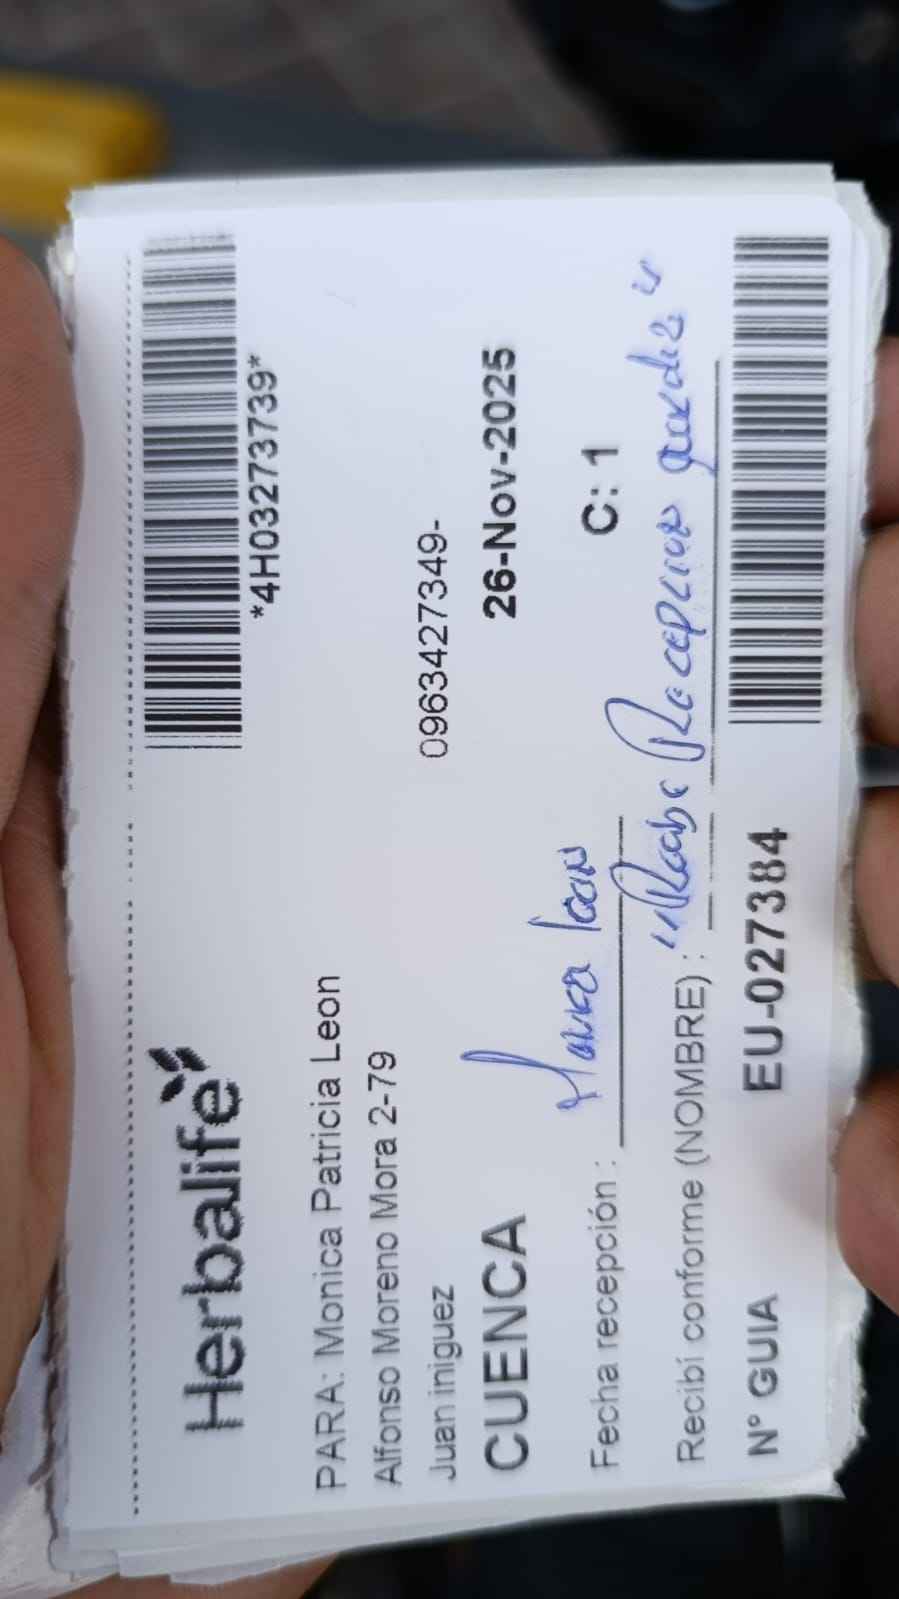 *4H03273739*
Herbalife
PARA: Monica Patricia Leon
Alfonso Moreno Mora 2-79
Juan iniguez 0963427349-
CUENCA 26-Nov-2025
Fecha recepción : C: 1
Recibí conforme (NOMBRE) :
N° GUIA EU-027384